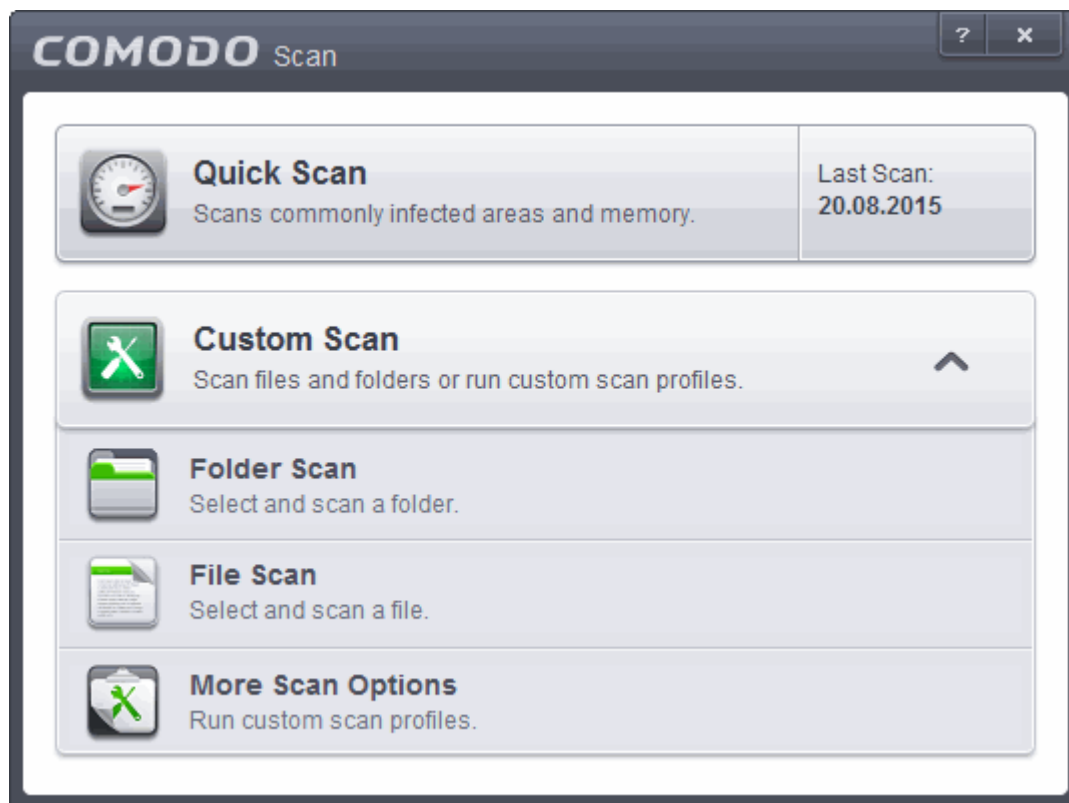 COMODO Scan
?
Quick Scan
Scans commonly infected areas and memory.
Last Scan:
20.08.2015
Custom Scan
Scan files and folders or run custom scan profiles.
Folder Scan
Select and scan a folder.
File Scan
Select and scan a file.
More Scan Options
Run custom scan profiles.